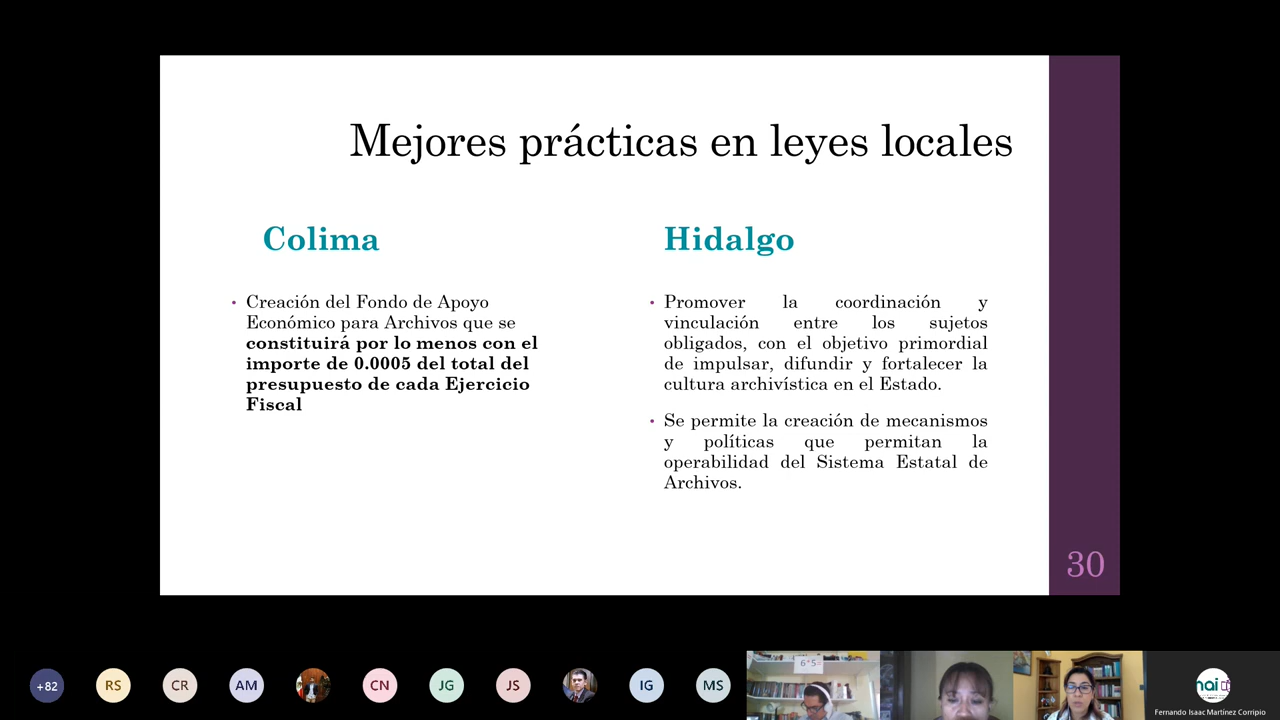 Mejores prácticas en leyes locales
Colima
• Creación del Fondo de Apoyo
Económico para Archivos que se
constituirá por lo menos con el
importe de 0.0005 del total del
presupuesto de cada Ejercicio
Fiscal
Hidalgo
• Promover la coordinación y
vinculación entre los sujetos
obligados, con el objetivo primordial
de impulsar, difundir y fortalecer la
cultura archivística en el Estado.
• Se permite la creación de mecanismos
y políticas que permitan la
operabilidad del Sistema Estatal de
Archivos.
30
+82
RS
CR
AM
CN
JG
JS
IG
MS
nai
Fernando Isaac Martínez Corripio